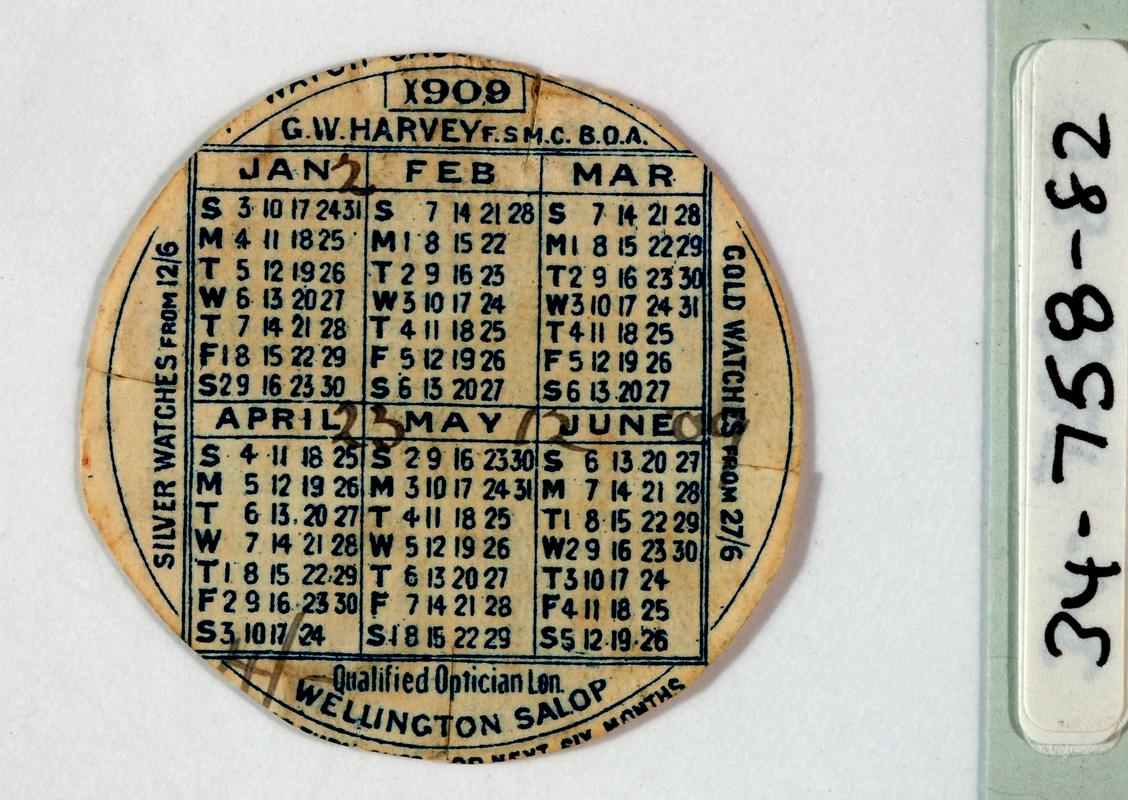 WATCH
1909
G.W. HARVEY F.S.M.C. B.O.A.
JAN 2 FEB MAR
S 3 10 17 24 31 S 7 14 21 28 S 7 14 21 28
M 4 11 18 25 M 1 8 15 22 M 1 8 15 22 29
T 5 12 19 26 T 2 9 16 23 T 2 9 16 23 30
W 6 13 20 27 W 3 10 17 24 W 3 10 17 24 31
T 7 14 21 28 T 4 11 18 25 T 4 11 18 25
F 1 8 15 22 29 F 5 12 19 26 F 5 12 19 26
S 2 9 16 23 30 S 6 13 20 27 S 6 13 20 27
APRIL 23 MAY 12 JUNE 09
S 4 11 18 25 S 2 9 16 23 30 S 6 13 20 27
M 5 12 19 26 M 3 10 17 24 31 M 7 14 21 28
T 6 13 20 27 T 4 11 18 25 T 1 8 15 22 29
W 7 14 21 28 W 5 12 19 26 W 2 9 16 23 30
T 1 8 15 22 29 T 6 13 20 27 T 3 10 17 24
F 2 9 16 23 30 F 7 14 21 28 F 4 11 18 25
S 3 10 17 24 S 1 8 15 22 29 S 5 12 19 26
SILVER WATCHES FROM 12/6
GOLD WATCHES FROM 27/6
Qualified Optician Lon.
WELLINGTON SALOP
NEXT SIX MONTHS
34-758-82